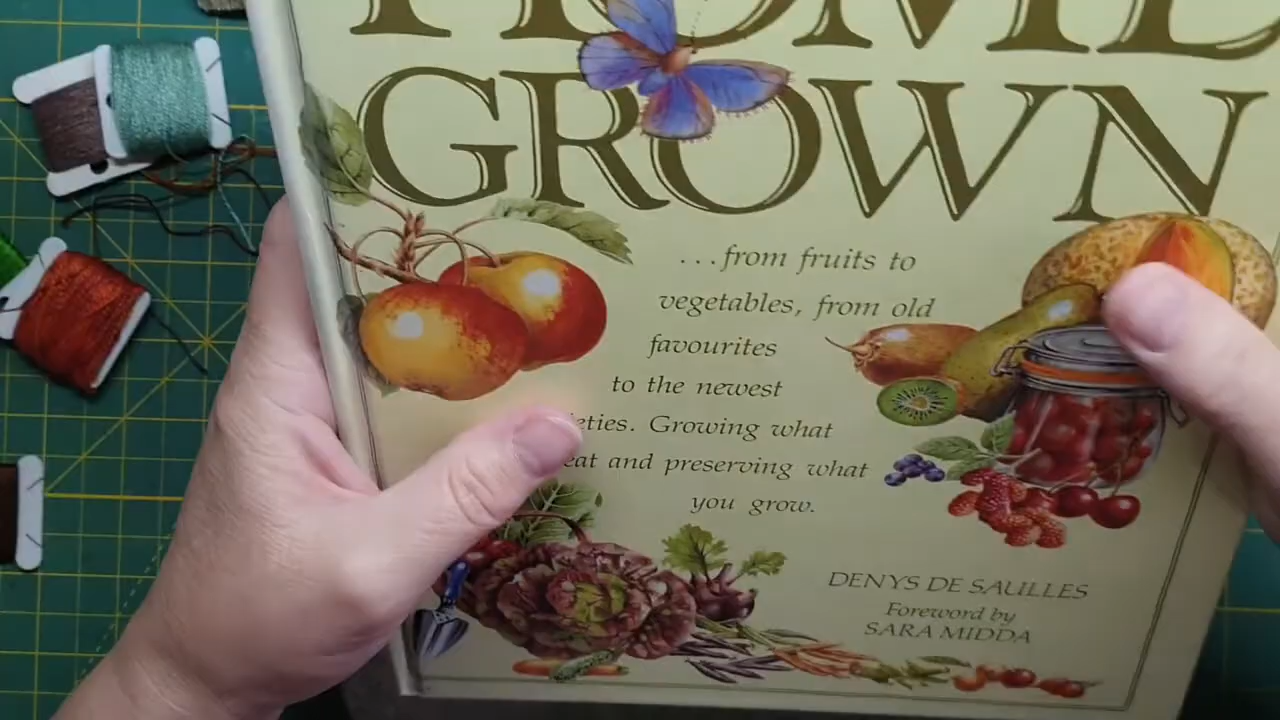 HOME
GROWN
...from fruits to
vegetables, from old
favourites
to the newest
Growing what
eat and preserving what
you grow.
DENYS DE SAULLES
Foreword by
SARA MIDDA